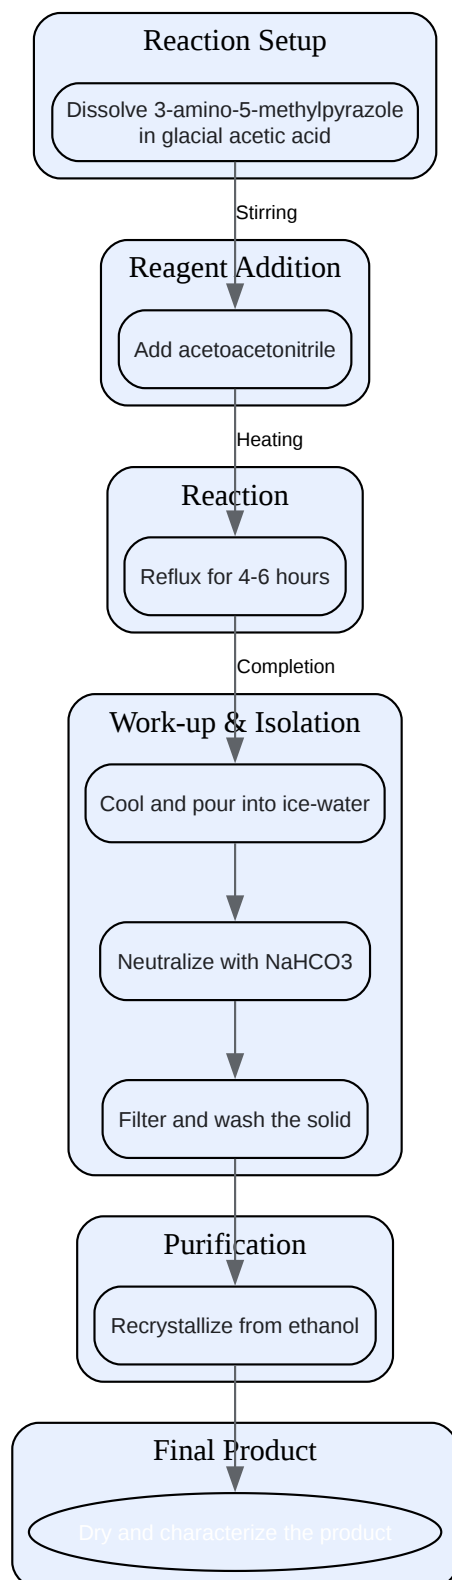 Reaction Setup
Dissolve 3-amino-5-methylpyrazole
in glacial acetic acid
Stirring
Reagent Addition
Add acetoacetonitrile
Heating
Reaction
Reflux for 4-6 hours
Completion
Work-up & Isolation
Cool and pour into ice-water
Neutralize with NaHCO3
Filter and wash the solid
Purification
Recrystallize from ethanol
Final Product
Dry and characterize the product